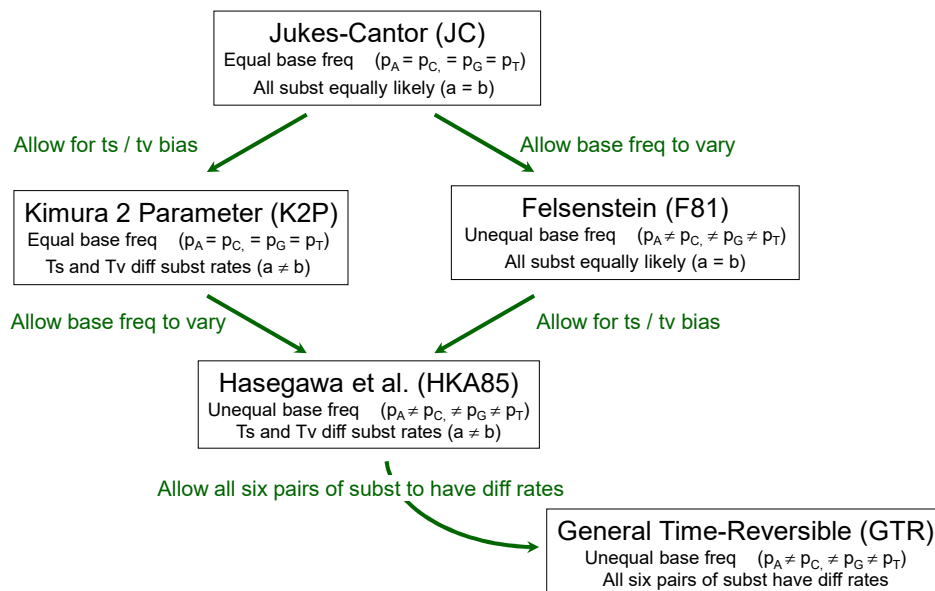 Jukes-Cantor (JC)
Equal base freq (pA = pC, = pG = pT)
All subst equally likely (a = b)
Allow for ts / tv bias
Allow base freq to vary
Kimura 2 Parameter (K2P)
Equal base freq (pA = pC, = pG = pT)
Ts and Tv diff subst rates (a ≠ b)
Felsenstein (F81)
Unequal base freq (pA ≠ pC, ≠ pG ≠ pT)
All subst equally likely (a = b)
Allow base freq to vary
Allow for ts / tv bias
Hasegawa et al. (HKA85)
Unequal base freq (pA ≠ pC, ≠ pG ≠ pT)
Ts and Tv diff subst rates (a ≠ b)
Allow all six pairs of subst to have diff rates
General Time-Reversible (GTR)
Unequal base freq (pA ≠ pC, ≠ pG ≠ pT)
All six pairs of subst have diff rates